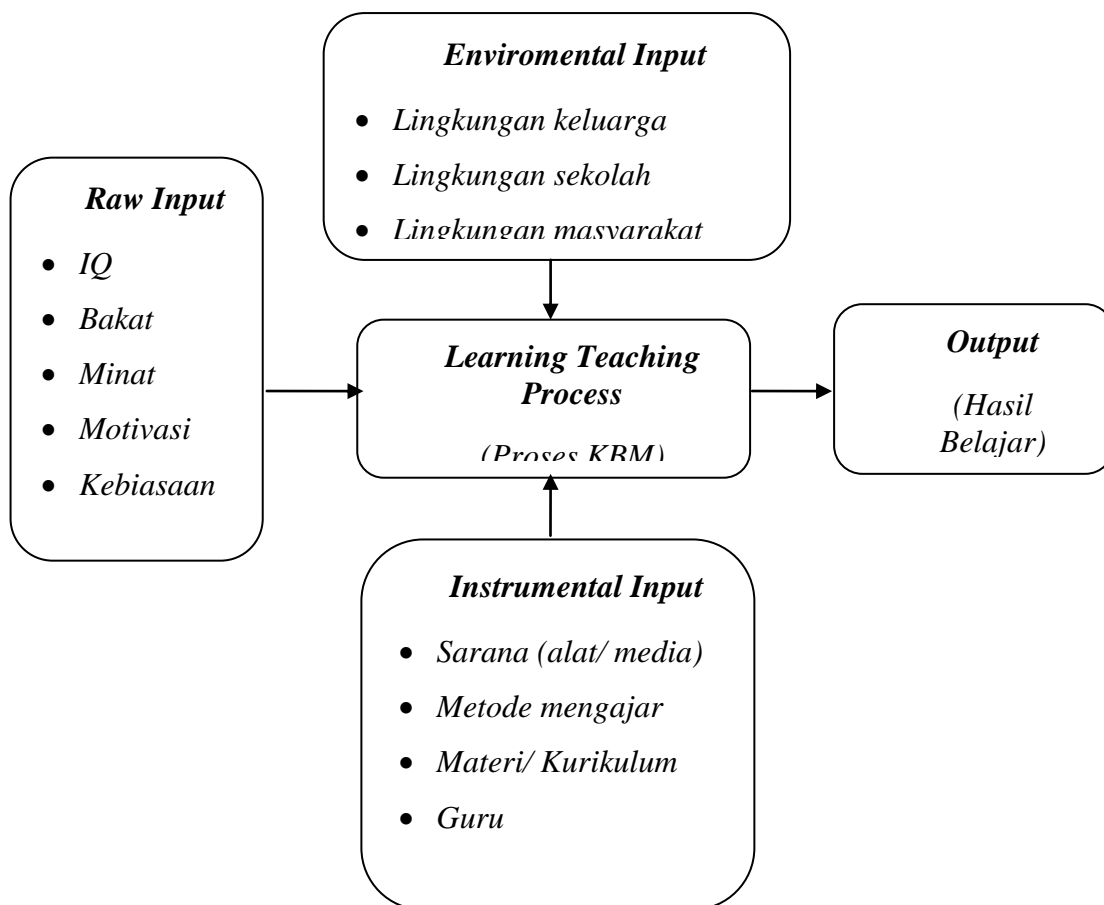 Enviromental Input
• Lingkungan keluarga
• Lingkungan sekolah
• Lingkungan masyarakat
Raw Input
• IQ
• Bakat
• Minat
• Motivasi
• Kebiasaan
Learning Teaching
Process
(Proses KBM)
Output
(Hasil
Belajar)
Instrumental Input
• Sarana (alat/ media)
• Metode mengajar
• Materi/ Kurikulum
• Guru